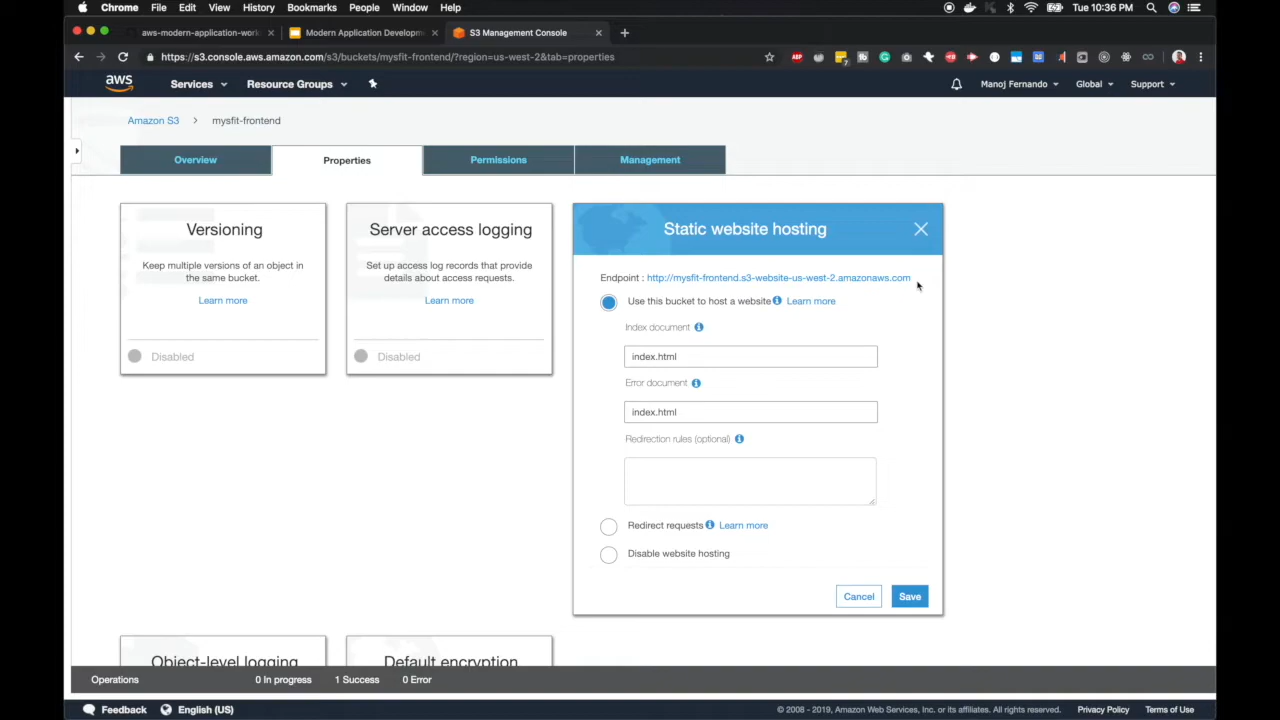 Chrome File Edit View History Bookmarks People Window Help Tue 10:36 PM
aws-modern-application-work Modern Application Developm S3 Management Console
https://s3.console.aws.amazon.com/s3/buckets/mysfit-frontend/?region=us-west-2&tab=properties
aws Services Resource Groups Manoj Fernando Global Support
Amazon S3 > mysfit-frontend
Overview Properties Permissions Management
Versioning
Keep multiple versions of an object in
the same bucket.
Learn more
Disabled
Server access logging
Set up access log records that provide
details about access requests.
Learn more
Disabled
Static website hosting
Endpoint : http://mysfit-frontend.s3-website-us-west-2.amazonaws.com
Use this bucket to host a website Learn more
Index document
index.html
Error document
index.html
Redirection rules (optional)
Redirect requests Learn more
Disable website hosting
Cancel Save
Object-level logging Default encryption
Operations 0 In progress 1 Success 0 Error
Feedback English (US) © 2008 - 2019, Amazon Web Services, Inc. or its affiliates. All rights reserved. Privacy Policy Terms of Use